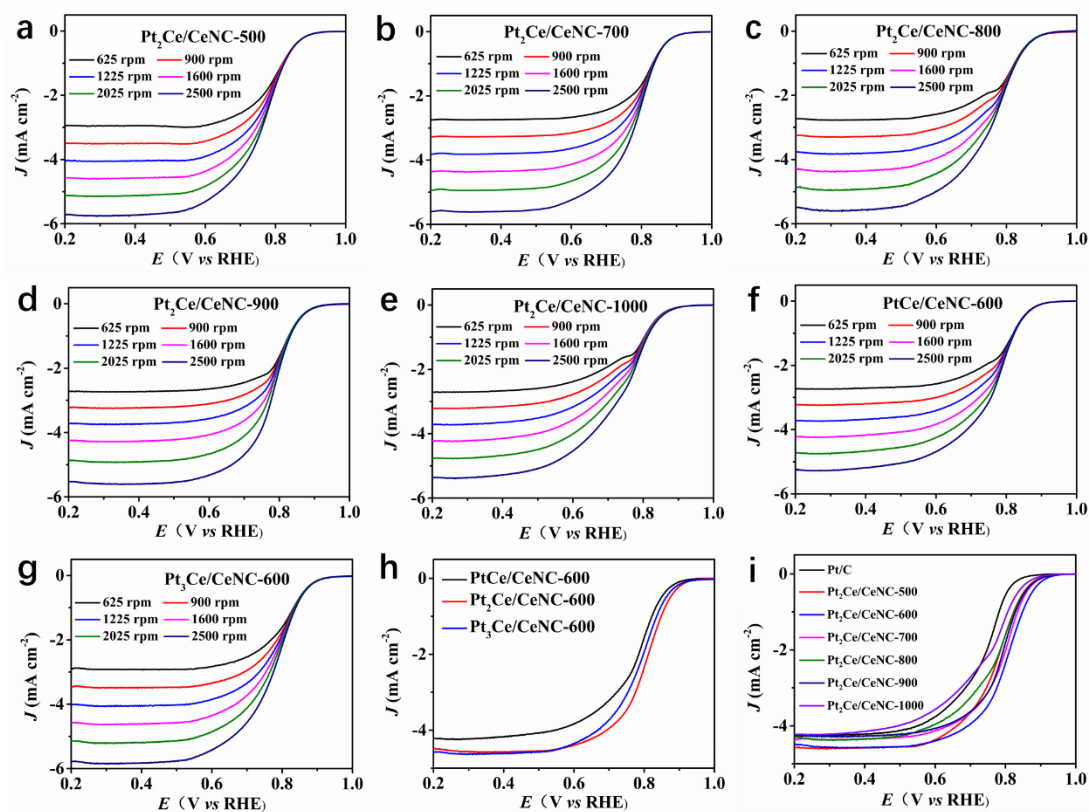 a
Pt₂Ce/CeNC-500
625 rpm 900 rpm
1225 rpm 1600 rpm
2025 rpm 2500 rpm
0
-2
-4
-6
J (mA cm⁻²)
0.2 0.4 0.6 0.8 1.0
E（V vs RHE）
b
Pt₂Ce/CeNC-700
625 rpm 900 rpm
1225 rpm 1600 rpm
2025 rpm 2500 rpm
0
-2
-4
-6
J (mA cm⁻²)
0.2 0.4 0.6 0.8 1.0
E（V vs RHE）
c
Pt₂Ce/CeNC-800
625 rpm 900 rpm
1225 rpm 1600 rpm
2025 rpm 2500 rpm
0
-2
-4
-6
J (mA cm⁻²)
0.2 0.4 0.6 0.8 1.0
E（V vs RHE）
d
Pt₂Ce/CeNC-900
625 rpm 900 rpm
1225 rpm 1600 rpm
2025 rpm 2500 rpm
0
-2
-4
-6
J (mA cm⁻²)
0.2 0.4 0.6 0.8 1.0
E（V vs RHE）
e
Pt₂Ce/CeNC-1000
625 rpm 900 rpm
1225 rpm 1600 rpm
2025 rpm 2500 rpm
0
-2
-4
-6
J (mA cm⁻²)
0.2 0.4 0.6 0.8 1.0
E（V vs RHE）
f
PtCe/CeNC-600
625 rpm 900 rpm
1225 rpm 1600 rpm
2025 rpm 2500 rpm
0
-2
-4
-6
J (mA cm⁻²)
0.2 0.4 0.6 0.8 1.0
E（V vs RHE）
g
Pt₃Ce/CeNC-600
625 rpm 900 rpm
1225 rpm 1600 rpm
2025 rpm 2500 rpm
0
-2
-4
-6
J (mA cm⁻²)
0.2 0.4 0.6 0.8 1.0
E（V vs RHE）
h
PtCe/CeNC-600
Pt₂Ce/CeNC-600
Pt₃Ce/CeNC-600
0
-2
-4
J (mA cm⁻²)
0.2 0.4 0.6 0.8 1.0
E（V vs RHE）
i
Pt/C
Pt₂Ce/CeNC-500
Pt₂Ce/CeNC-600
Pt₂Ce/CeNC-700
Pt₂Ce/CeNC-800
Pt₂Ce/CeNC-900
Pt₂Ce/CeNC-1000
0
-1
-2
-3
-4
-5
J (mA cm⁻²)
0.2 0.4 0.6 0.8 1.0
E（V vs RHE）